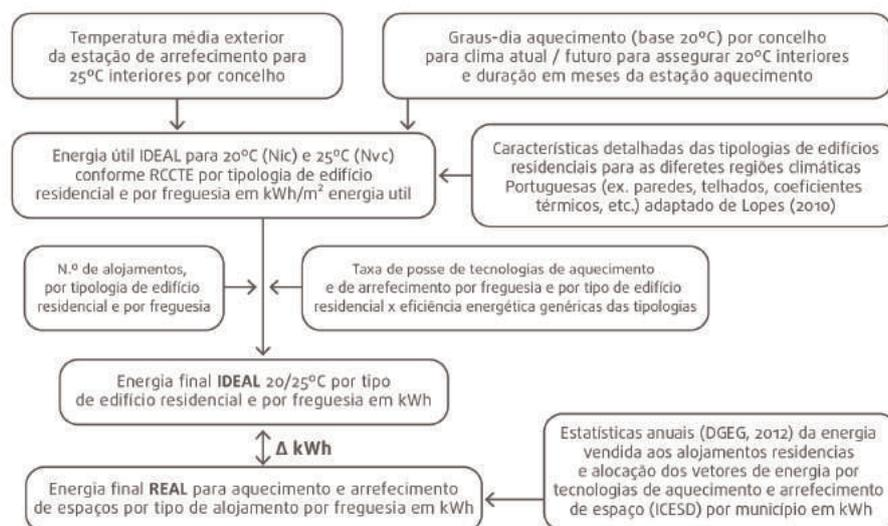 Temperatura média exterior
da estação de arrefecimento para
25ºC interiores por concelho
Graus-dia aquecimento (base 20ºC) por concelho
para clima atual / futuro para assegurar 20ºC interiores
e duração em meses da estação aquecimento
Energia útil IDEAL para 20ºC (Nic) e 25ºC (Nvc)
conforme RCCTE por tipologia de edifício
residencial e por freguesia em kWh/m² energia util
Características detalhadas das tipologias de edifícios
residenciais para as diferetes regiões climáticas
Portuguesas (ex. paredes, telhados, coeficientes
térmicos, etc.) adaptado de Lopes (2010)
N.º de alojamentos,
por tipologia de edifício
residencial e por freguesia
Taxa de posse de tecnologias de aquecimento
e de arrefecimento por freguesia e por tipo de edifício
residencial x eficiência energética genéricas das tipologias
Energia final IDEAL 20/25ºC por tipo
de edifício residencial e por freguesia em kWh
Δ kWh
Energia final REAL para aquecimento e arrefecimento
de espaços por tipo de alojamento por freguesia em kWh
Estatísticas anuais (DGEG, 2012) da energia
vendida aos alojamentos residencias
e alocação dos vetores de energia por
tecnologias de aquecimento e arrefecimento
de espaço (ICESD) por município em kWh